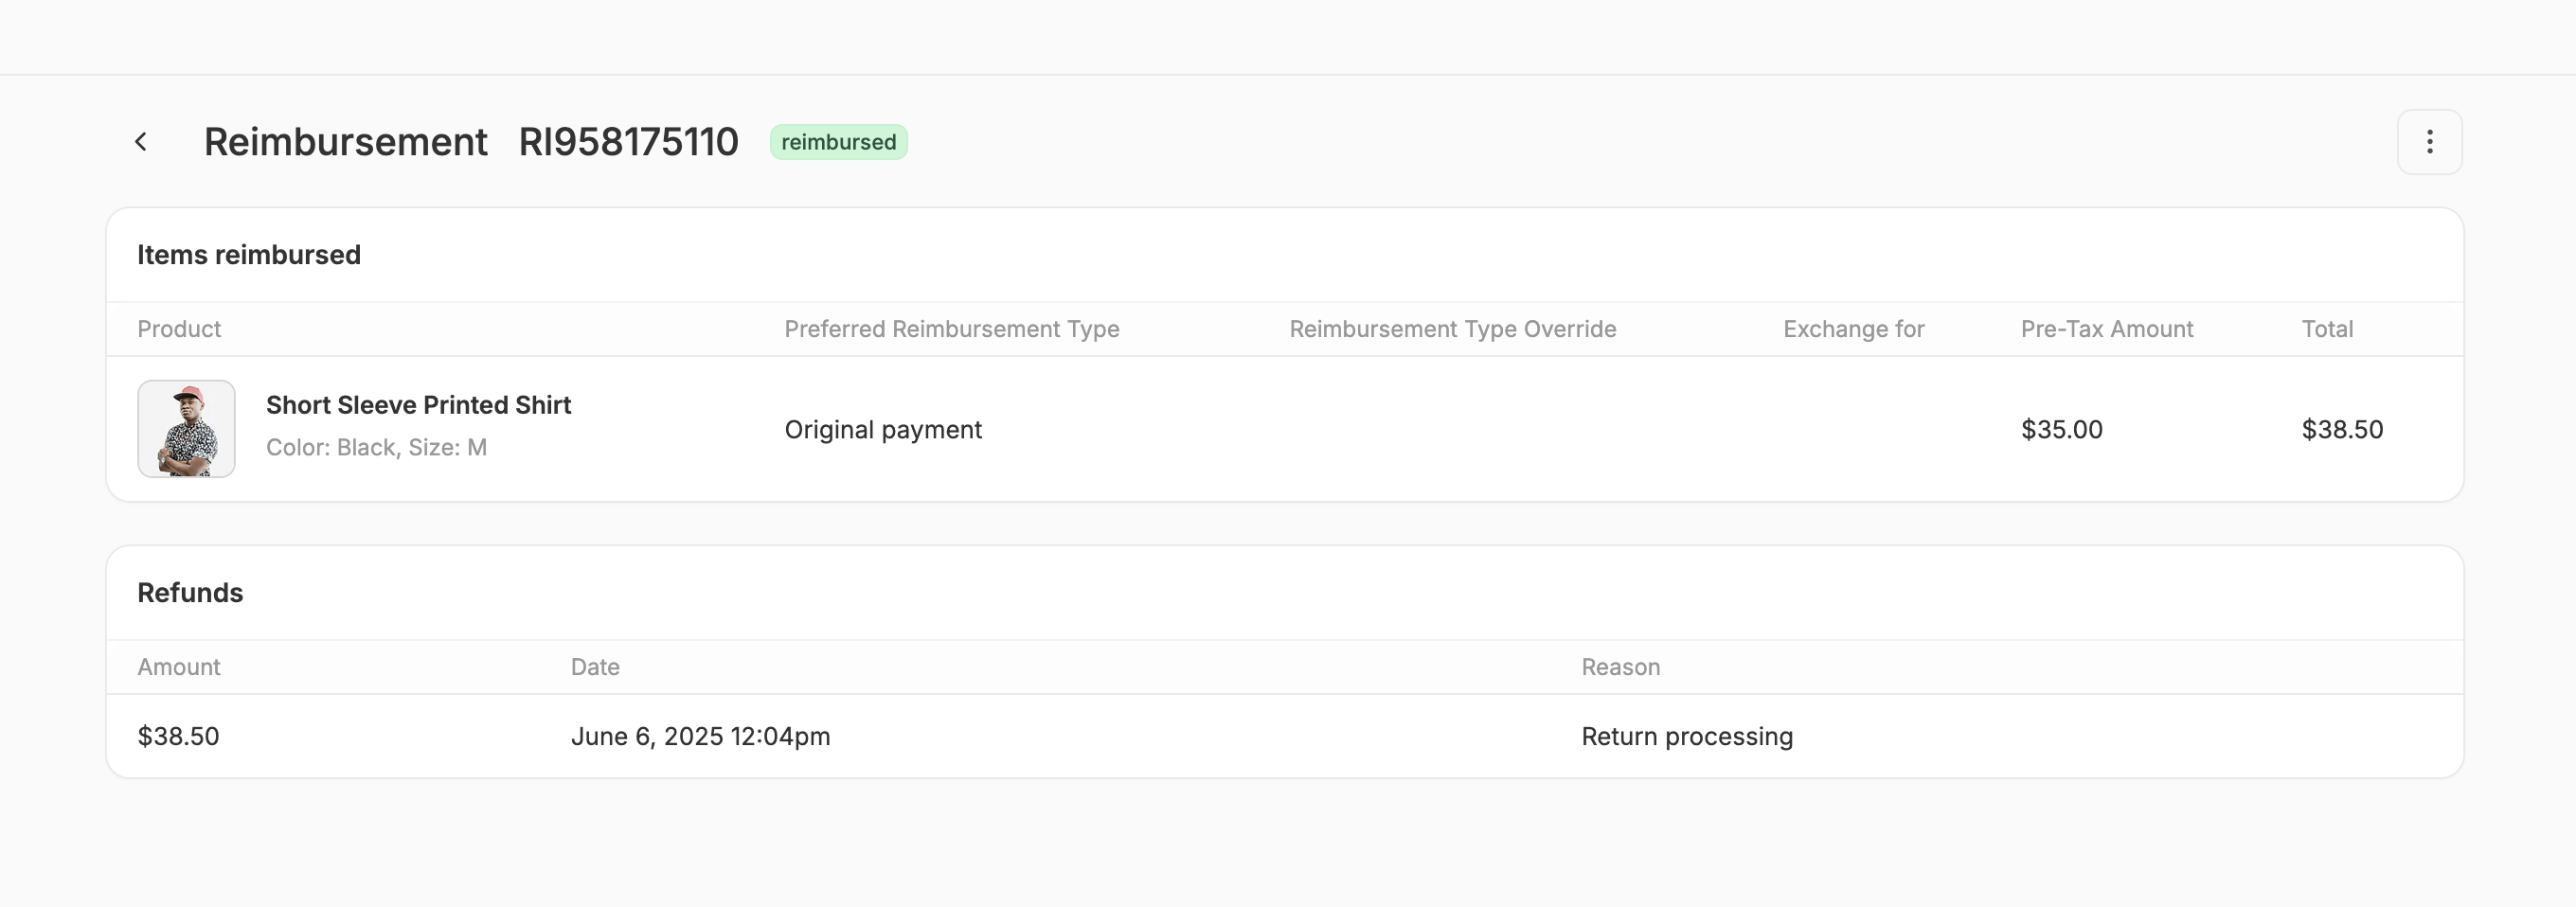 Reimbursement RI958175110 reimbursed
Items reimbursed
Product Preferred Reimbursement Type Reimbursement Type Override Exchange for Pre-Tax Amount Total
Short Sleeve Printed Shirt
Color: Black, Size: M
Original payment $35.00 $38.50
Refunds
Amount Date Reason
$38.50 June 6, 2025 12:04pm Return processing